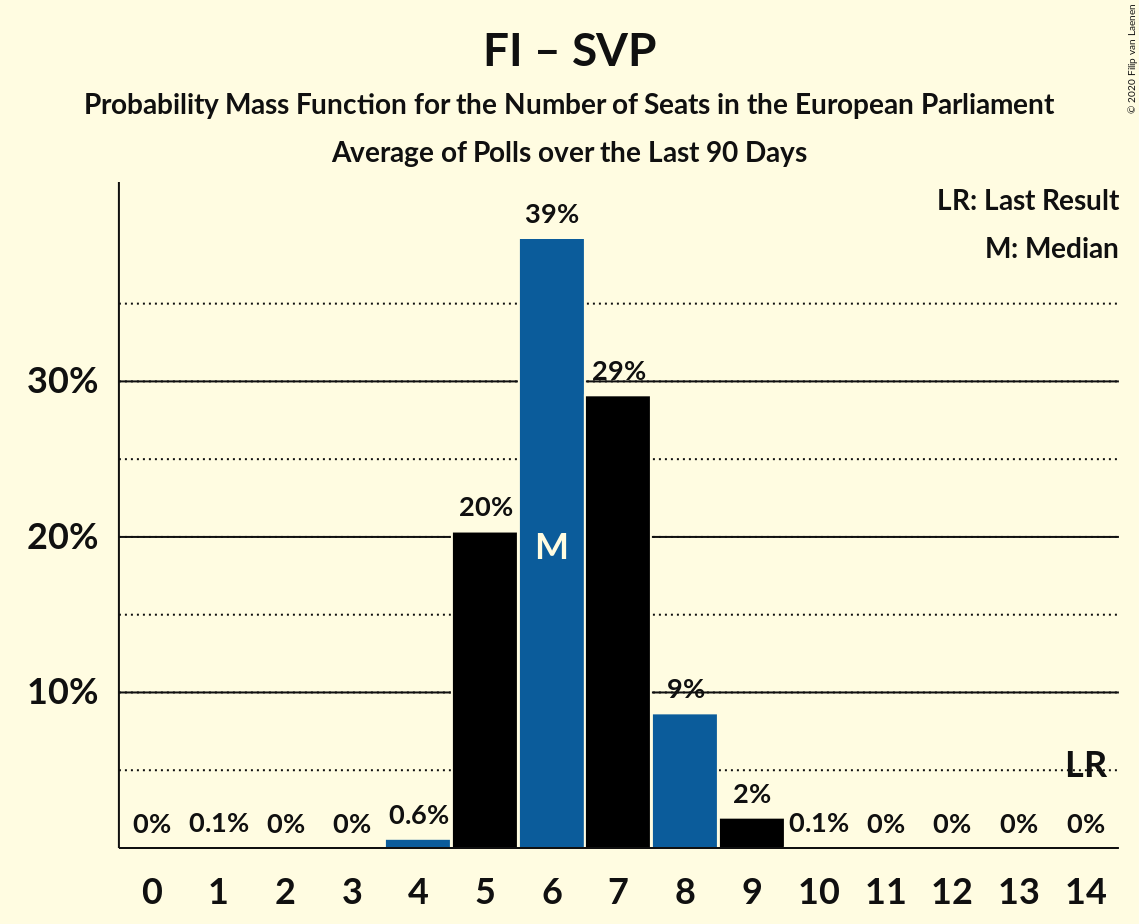 FI – SVP
Probability Mass Function for the Number of Seats in the European Parliament
Average of Polls over the Last 90 Days
© 2020 Filip van Laenen
LR: Last Result
M: Median
39%
30%
29%
20%
20%
M
10%
9%
LR
0%
0.1%
0%
0%
0.6%
2%
0.1%
0%
0%
0%
0%
0 1 2 3 4 5 6 7 8 9 10 11 12 13 14